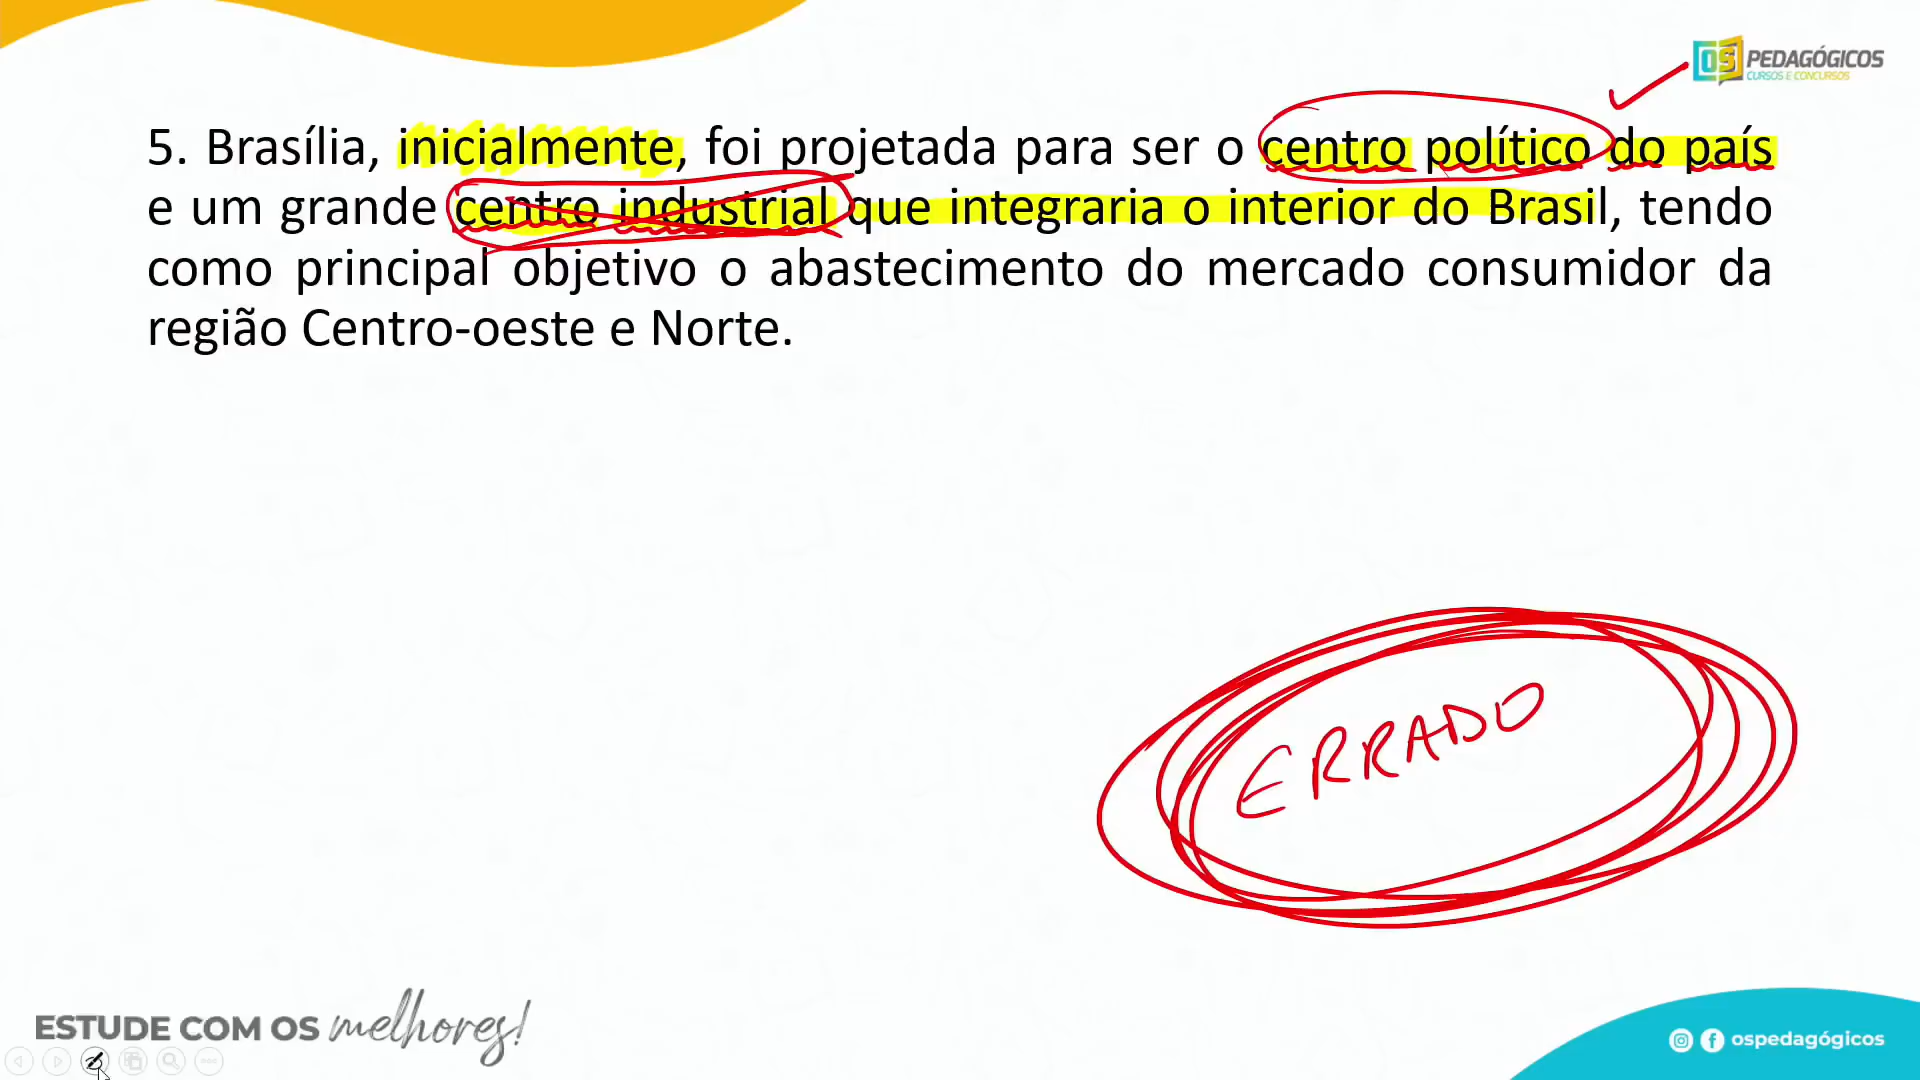 OS PEDAGÓGICOS
CURSOS E CONCURSOS
5. Brasília, inicialmente, foi projetada para ser o centro político do país
e um grande centro industrial que integraria o interior do Brasil, tendo
como principal objetivo o abastecimento do mercado consumidor da
região Centro-oeste e Norte.
ERRADO
ESTUDE COM OS melhores!
ospedagógicos